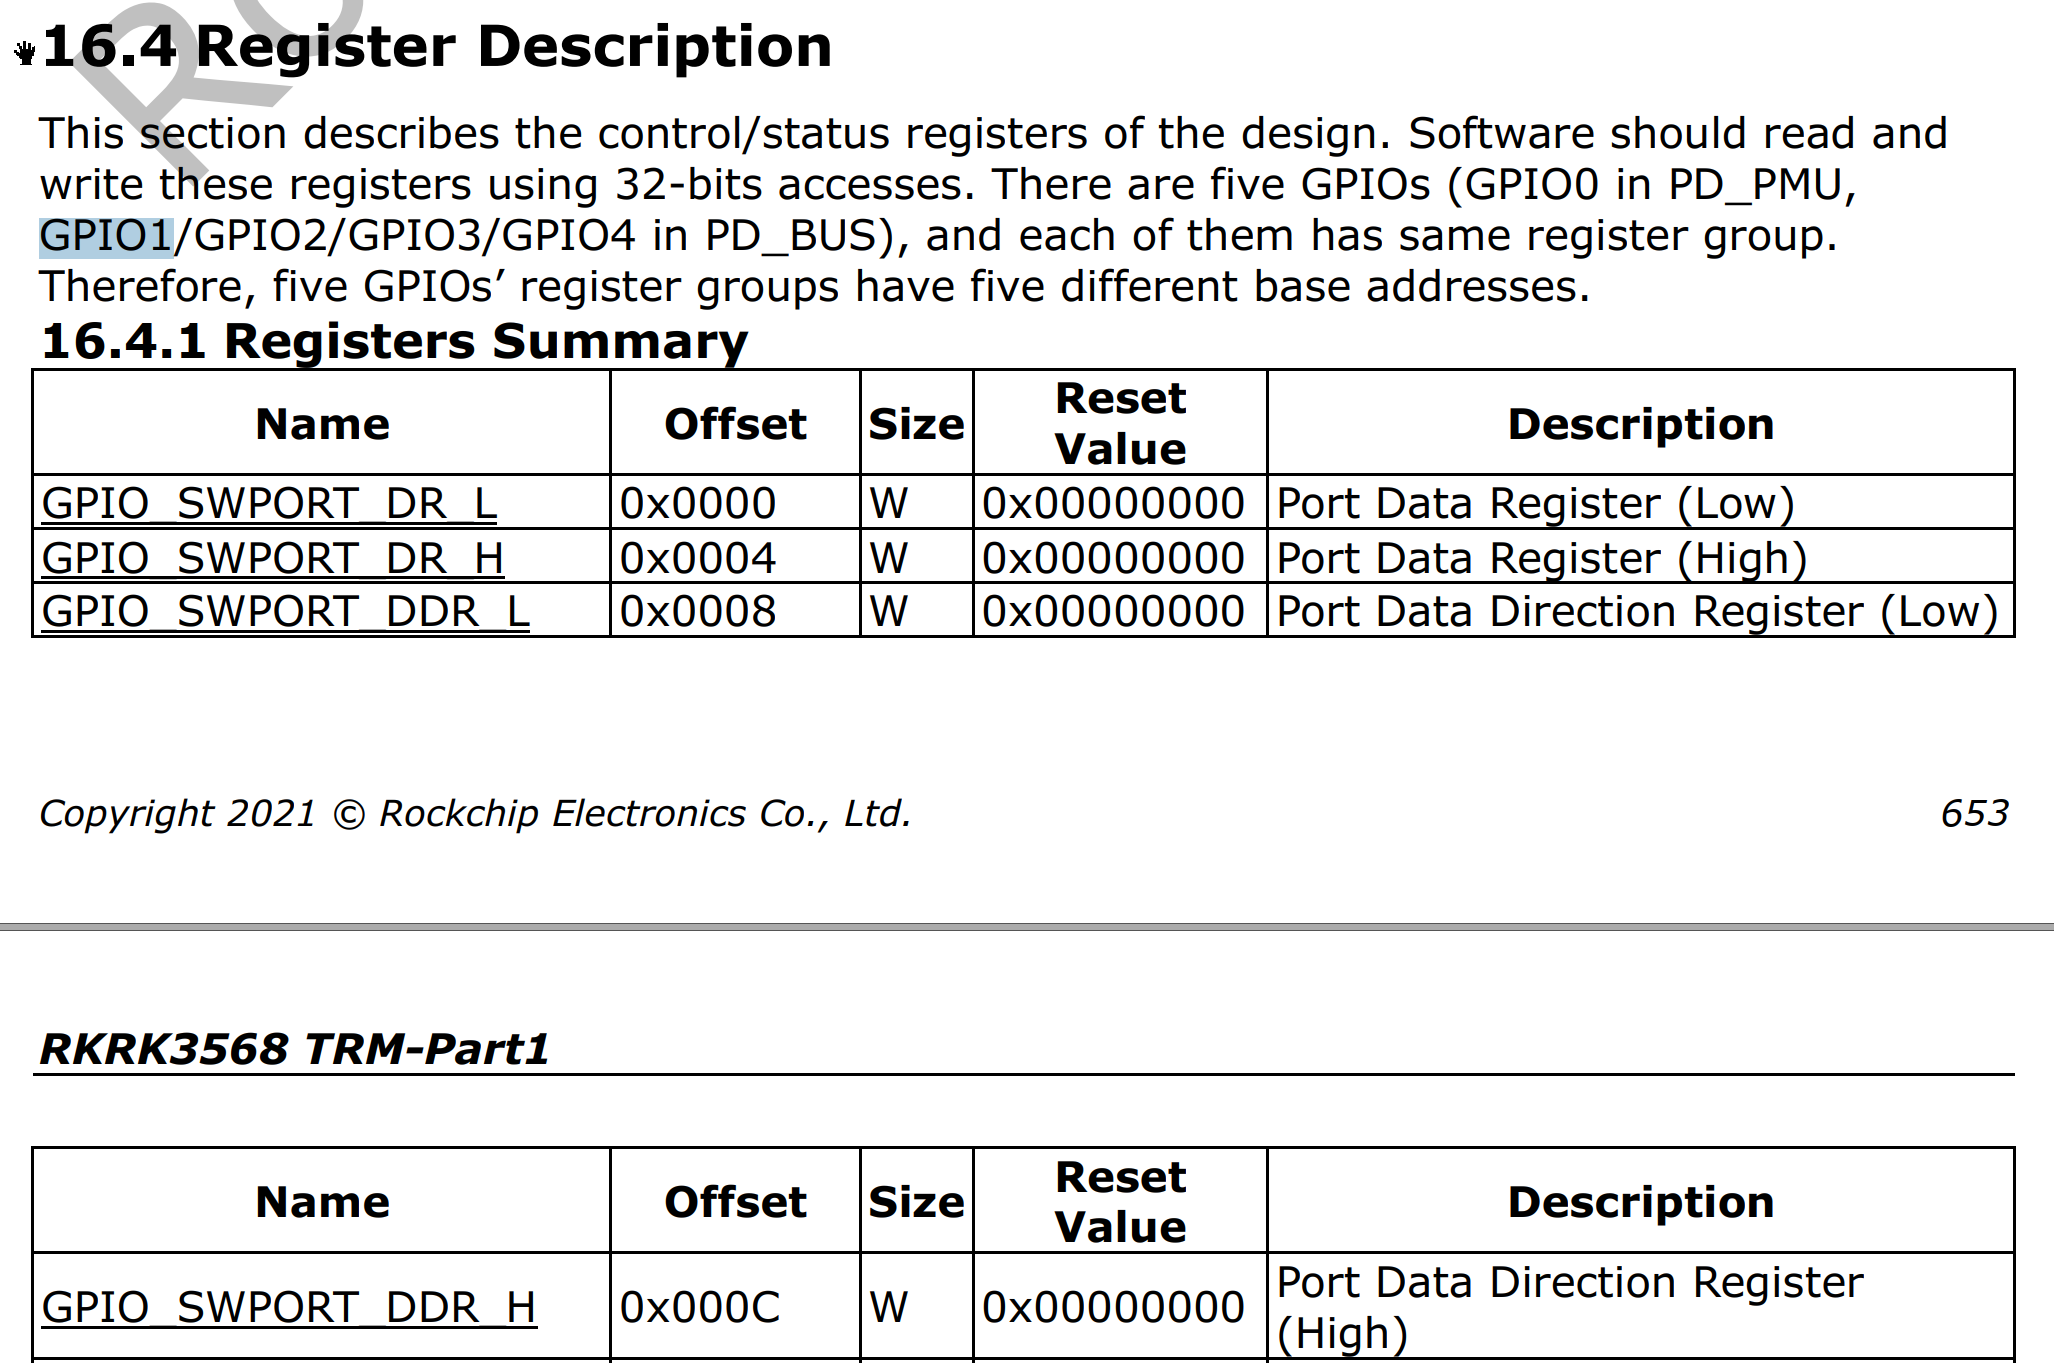 16.4 Register Description
This section describes the control/status registers of the design. Software should read and
write these registers using 32-bits accesses. There are five GPIOs (GPIO0 in PD_PMU,
GPIO1/GPIO2/GPIO3/GPIO4 in PD_BUS), and each of them has same register group.
Therefore, five GPIOs’ register groups have five different base addresses.
16.4.1 Registers Summary
Name Offset Size Reset Value Description
GPIO_SWPORT_DR_L 0x0000 W 0x00000000 Port Data Register (Low)
GPIO_SWPORT_DR_H 0x0004 W 0x00000000 Port Data Register (High)
GPIO_SWPORT_DDR_L 0x0008 W 0x00000000 Port Data Direction Register (Low)
Copyright 2021 © Rockchip Electronics Co., Ltd. 653
RKRK3568 TRM-Part1
Name Offset Size Reset Value Description
GPIO_SWPORT_DDR_H 0x000C W 0x00000000 Port Data Direction Register (High)